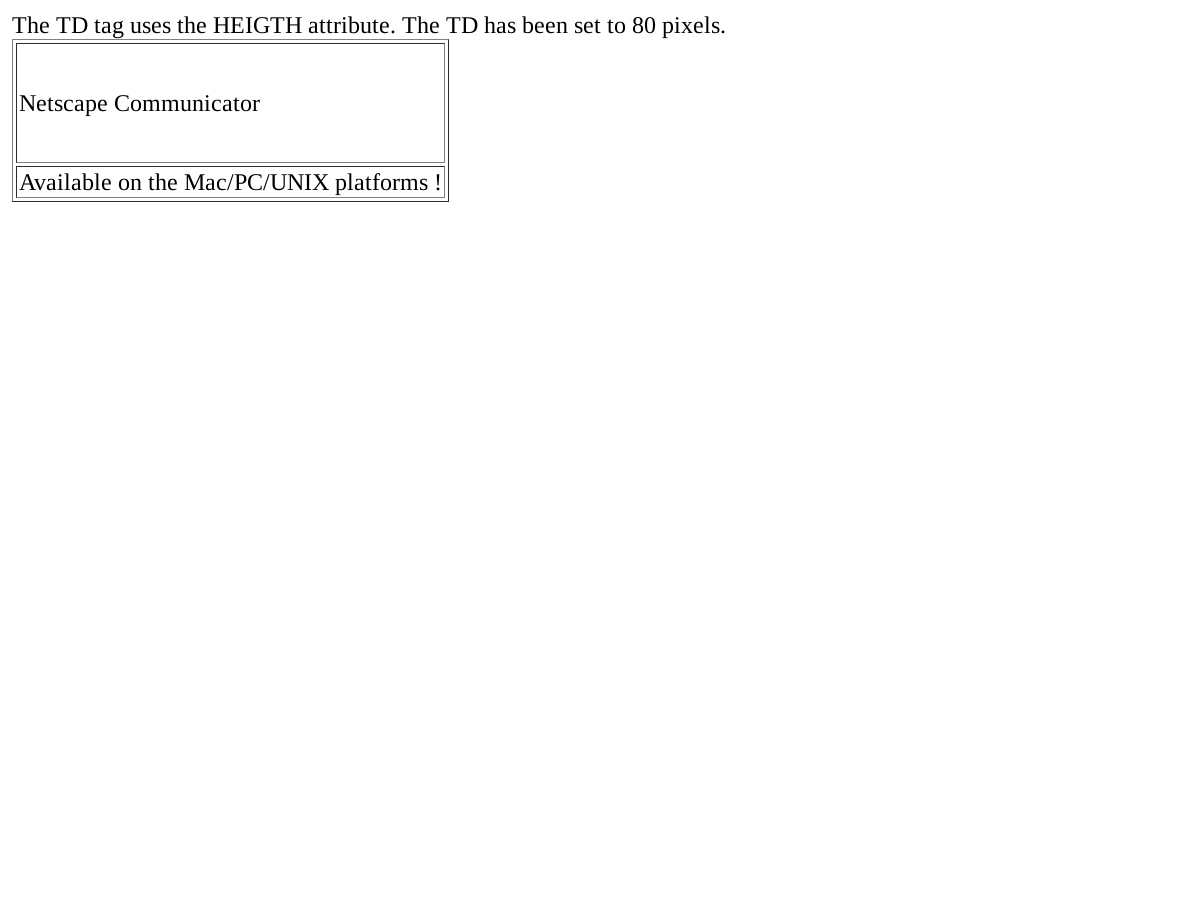 The TD tag uses the HEIGTH attribute. The TD has been set to 80 pixels.
Netscape Communicator
Available on the Mac/PC/UNIX platforms !